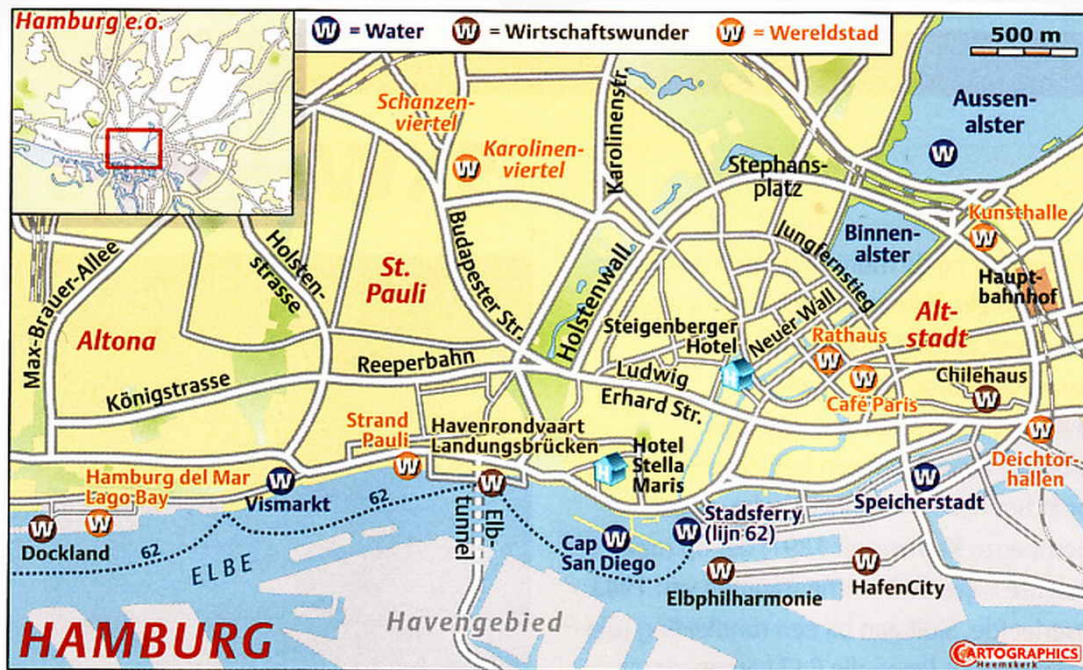 Hamburg e.o.
W = Water
W = Wirtschaftswunder
W = Wereldstad
500 m
Aussen-
alster
W
Schanzen-
viertel
W
Karolinen-
viertel
Karolinenstr.
Stephans-
platz
Kunsthalle
W
Binnen-
alster
Jungfernstieg
Haupt-
bahnhof
Max-Brauer-Allee
Holsten-
strasse
St.
Pauli
Budapester Str.
Holstenwall
Altona
Steigenberger
Hotel
Neuer Wall
Rathaus
W
Alt-
stadt
Reeperbahn
Ludwig
Erhard Str.
W
Café Paris
Chilehaus
W
Königstrasse
Strand
Pauli
W
Havenrondvaart
Landungsbrücken
W
Hotel
Stella
Maris
W
Deichtor-
hallen
Hamburg del Mar
Lago Bay
W
W
Vismarkt
62
W
Speicherstadt
W
Dockland
62
Elb-
tunnel
W
Cap
San Diego
W
Stadsferry
(lijn 62)
ELBE
W
Elbphilharmonie
W
HafenCity
Havengebied
HAMBURG
CARTOGRAPHICS
Heemskerk